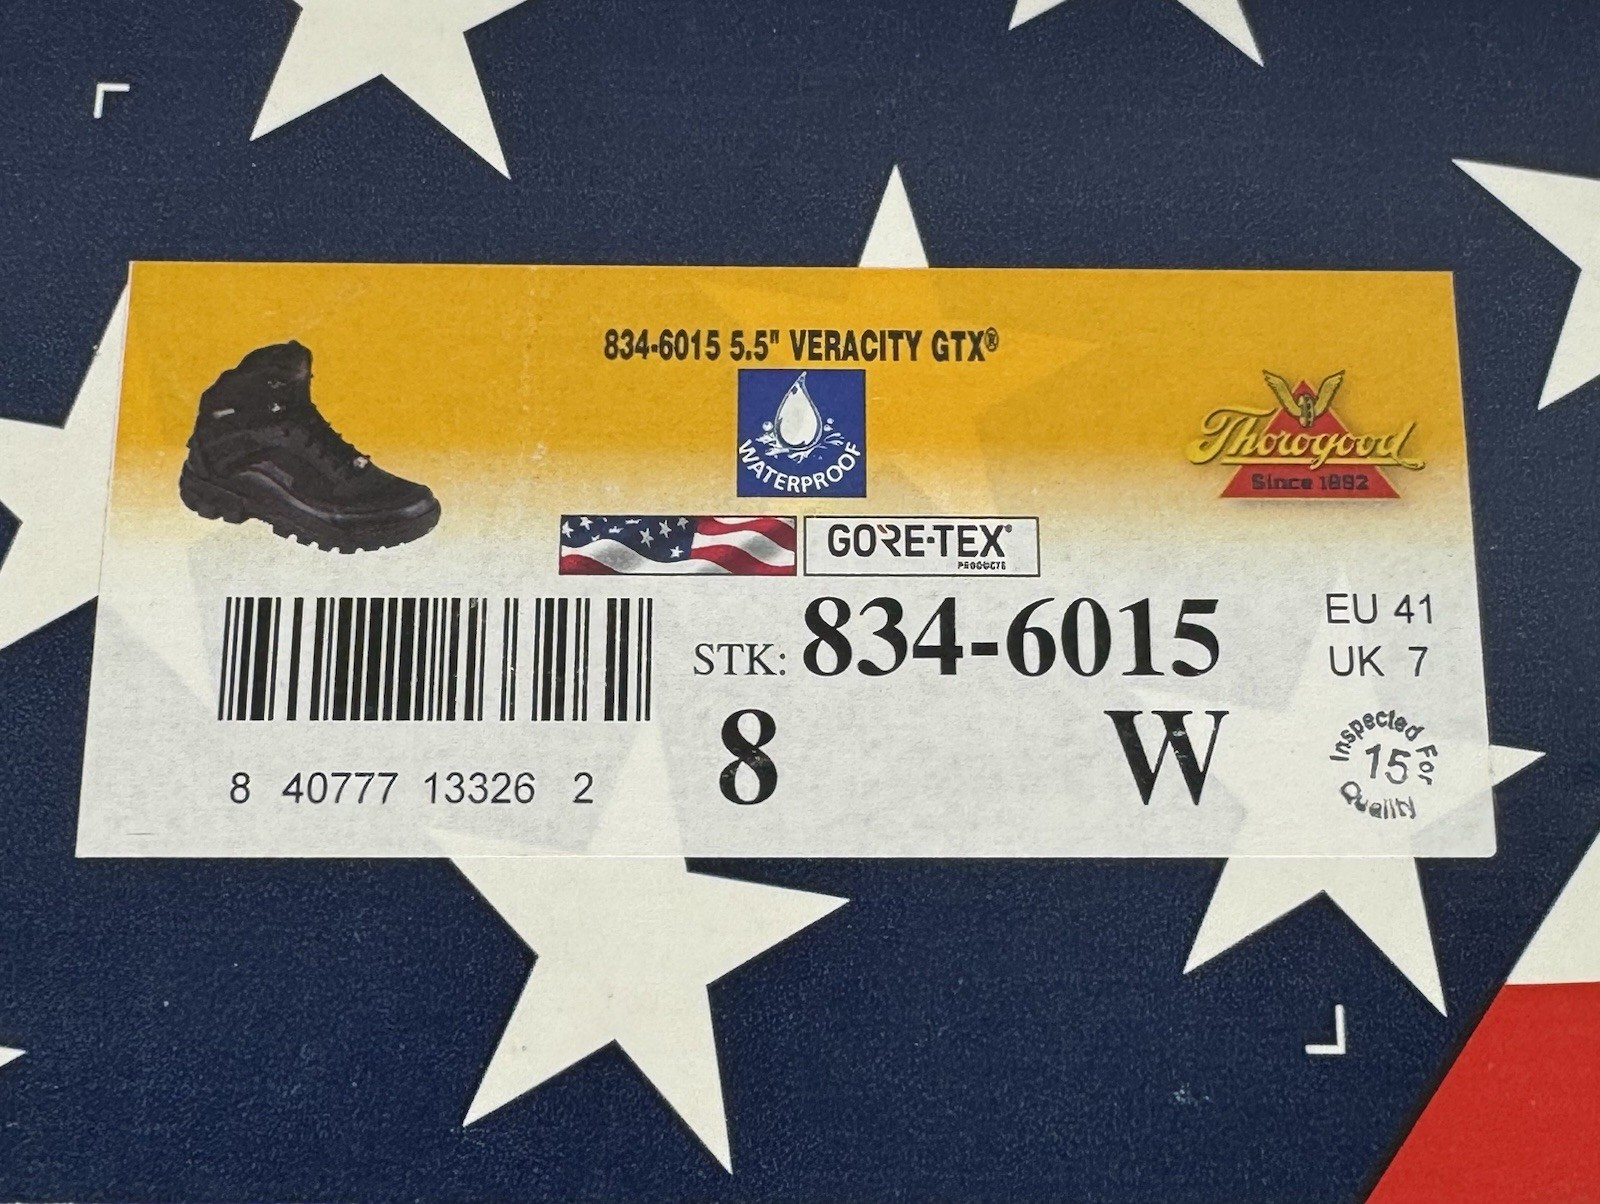 834-6015 5.5" VERACITY GTX®
WATERPROOF
Thorogood
Since 1892
GORE-TEX®
PRODUCTS
STK: 834-6015
EU 41
UK 7
8 W
Inspected For Quality
15
8 40777 13326 2